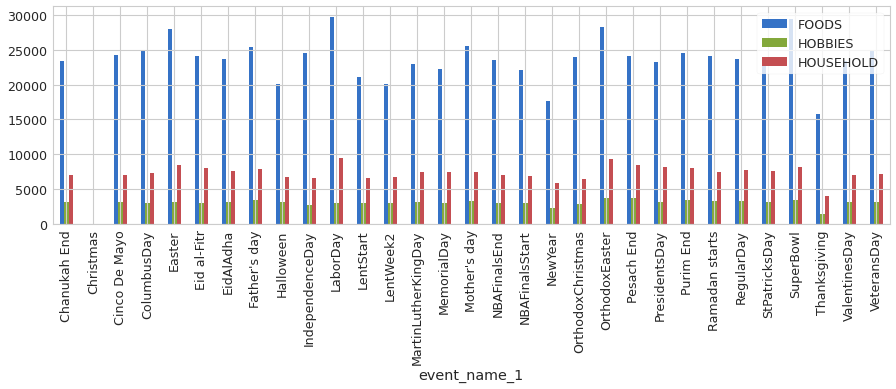 30000
25000
20000
15000
10000
5000
0
FOODS
HOBBIES
HOUSEHOLD
Chanukah End
Christmas
Cinco De Mayo
ColumbusDay
Easter
Eid al-Fitr
EidAlAdha
Father's day
Halloween
IndependenceDay
LaborDay
LentStart
LentWeek2
MartinLutherKingDay
MemorialDay
Mother's day
NBAFinalsEnd
NBAFinalsStart
NewYear
OrthodoxChristmas
OrthodoxEaster
Pesach End
PresidentsDay
Purim End
Ramadan starts
RegularDay
StPatricksDay
SuperBowl
Thanksgiving
ValentinesDay
VeteransDay
event_name_1